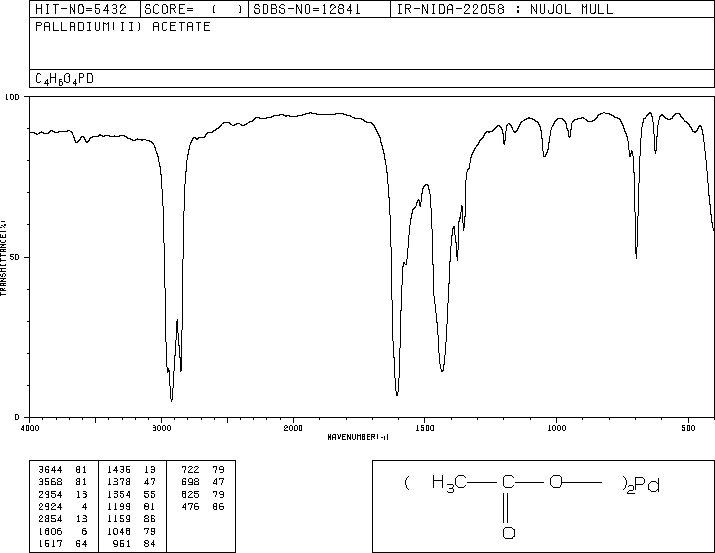 HIT-NO=5432 SCORE= ( ) SDBS-NO=12841 IR-NIDA-22058 : NUJOL MULL
PALLADIUM(II) ACETATE
C4H6O4PD
100
50
0
TRANSMITTANCE(%)
4000 3000 2000 1500 1000 500
WAVENUMBER(-1)
3644 81 1436 13 722 79
3568 81 1378 47 698 47
2954 13 1354 55 625 79
2924 4 1199 81 476 86
2854 13 1159 86
1606 6 1048 79
1517 64 951 84
( H3C C O )2Pd
O